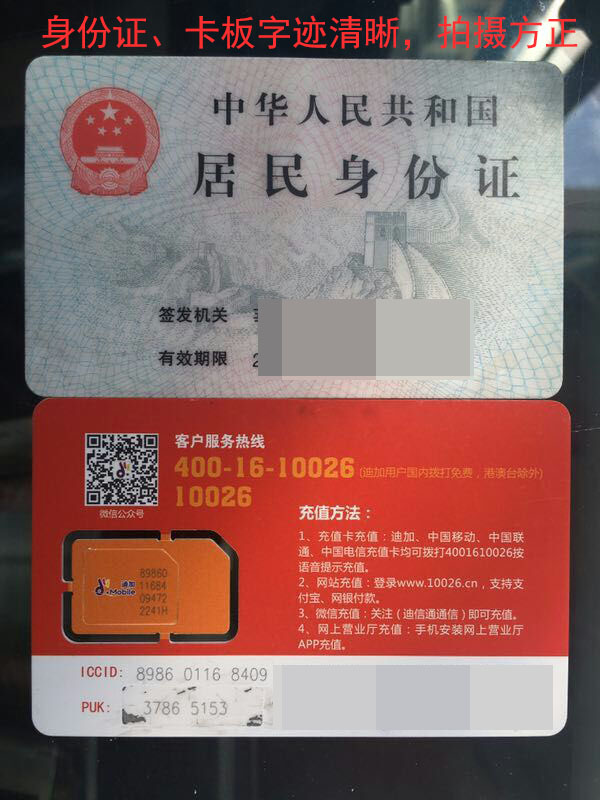 身份证、卡板字迹清晰，拍摄方正
中华人民共和国
居民身份证
签发机关
有效期限 2
客户服务热线
400-16-10026 (迪加用户国内拨打免费，港澳台除外)
10026
微信公众号
充值方法：
1、充值卡充值：迪加、中国移动、中国联
通、中国电信充值卡均可拨打4001610026按
语音提示充值。
2、网站充值：登录www.10026.cn，支持支
付宝、网银付款。
3、微信充值：关注（迪信通通信）即可充值。
4、网上营业厅充值：手机安装网上营业厅
APP充值。
迪加
.Mobile
89860
11684
09472
2241H
ICCID: 8986 0116 8409
PUK: 3786 5153